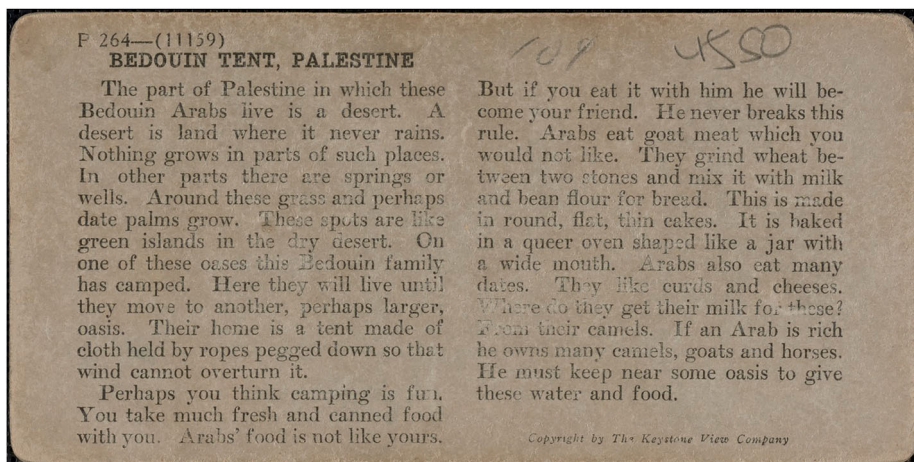 P 264—(11159)
109
4550
BEDOUIN TENT, PALESTINE
The part of Palestine in which these
Bedouin Arabs live is a desert. A
desert is land where it never rains.
Nothing grows in parts of such places.
In other parts there are springs or
wells. Around these grass and perhaps
date palms grow. These spots are like
green islands in the dry desert. On
one of these oases this Bedouin family
has camped. Here they will live until
they move to another, perhaps larger,
oasis. Their home is a tent made of
cloth held by ropes pegged down so that
wind cannot overturn it.
Perhaps you think camping is fun.
You take much fresh and canned food
with you. Arabs' food is not like yours.
But if you eat it with him he will be-
come your friend. He never breaks this
rule. Arabs eat goat meat which you
would not like. They grind wheat be-
tween two stones and mix it with milk
and bean flour for bread. This is made
in round, flat, thin cakes. It is baked
in a queer oven shaped like a jar with
a wide mouth. Arabs also eat many
dates. They like curds and cheeses.
Where do they get their milk for these?
From their camels. If an Arab is rich
he owns many camels, goats and horses.
He must keep near some oasis to give
these water and food.
Copyright by The Keystone View Company